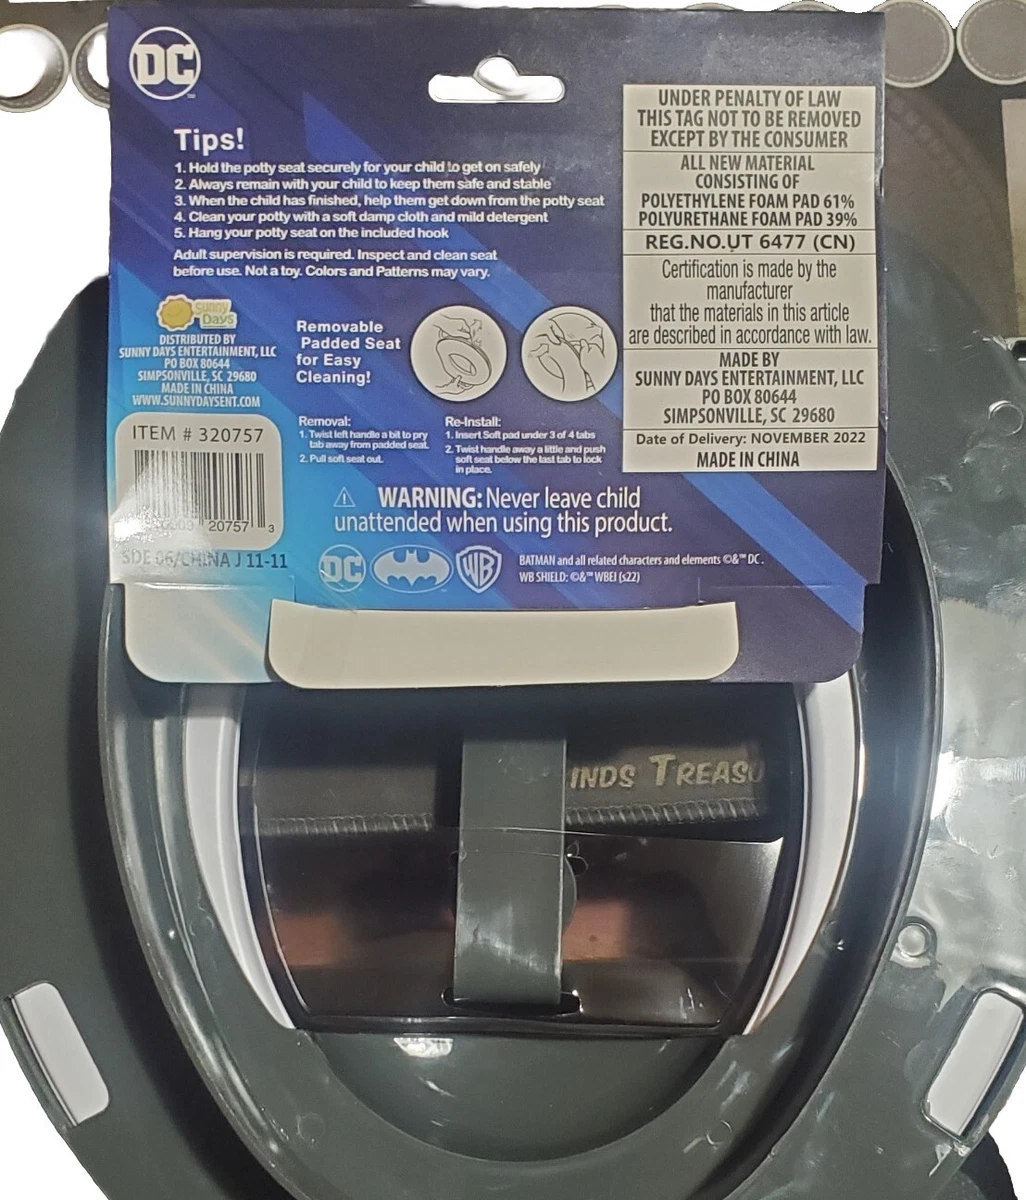 DC
Tips!
1. Hold the potty seat securely for your child to get on safely
2. Always remain with your child to keep them safe and stable
3. When the child has finished, help them get down from the potty seat
4. Clean your potty with a soft damp cloth and mild detergent
5. Hang your potty seat on the included hook
Adult supervision is required. Inspect and clean seat
before use. Not a toy. Colors and Patterns may vary.
Sunny
Days
DISTRIBUTED BY
SUNNY DAYS ENTERTAINMENT, LLC
PO BOX 80644
SIMPSONVILLE, SC 29680
MADE IN CHINA
WWW.SUNNYDAYSENT.COM
Removable
Padded Seat
for Easy
Cleaning!
Removal:
1. Twist left handle a bit to pry
tab away from padded seat.
2. Pull soft seat out.
Re-Install:
1. Insert Soft pad under 3 of 4 tabs
2. Twist handle away a little and push
soft seat below the last tab to lock
in place.
ITEM # 320757
20757 3
SDE 06/CHINA J 11-11
WARNING: Never leave child
unattended when using this product.
DC
WB
BATMAN and all related characters and elements ©&™ DC.
WB SHIELD: ©&™ WBEI (s22)
UNDER PENALTY OF LAW
THIS TAG NOT TO BE REMOVED
EXCEPT BY THE CONSUMER
ALL NEW MATERIAL
CONSISTING OF
POLYETHYLENE FOAM PAD 61%
POLYURETHANE FOAM PAD 39%
REG.NO.UT 6477 (CN)
Certification is made by the
manufacturer
that the materials in this article
are described in accordance with law.
MADE BY
SUNNY DAYS ENTERTAINMENT, LLC
PO BOX 80644
SIMPSONVILLE, SC 29680
Date of Delivery: NOVEMBER 2022
MADE IN CHINA
INDS TREASU